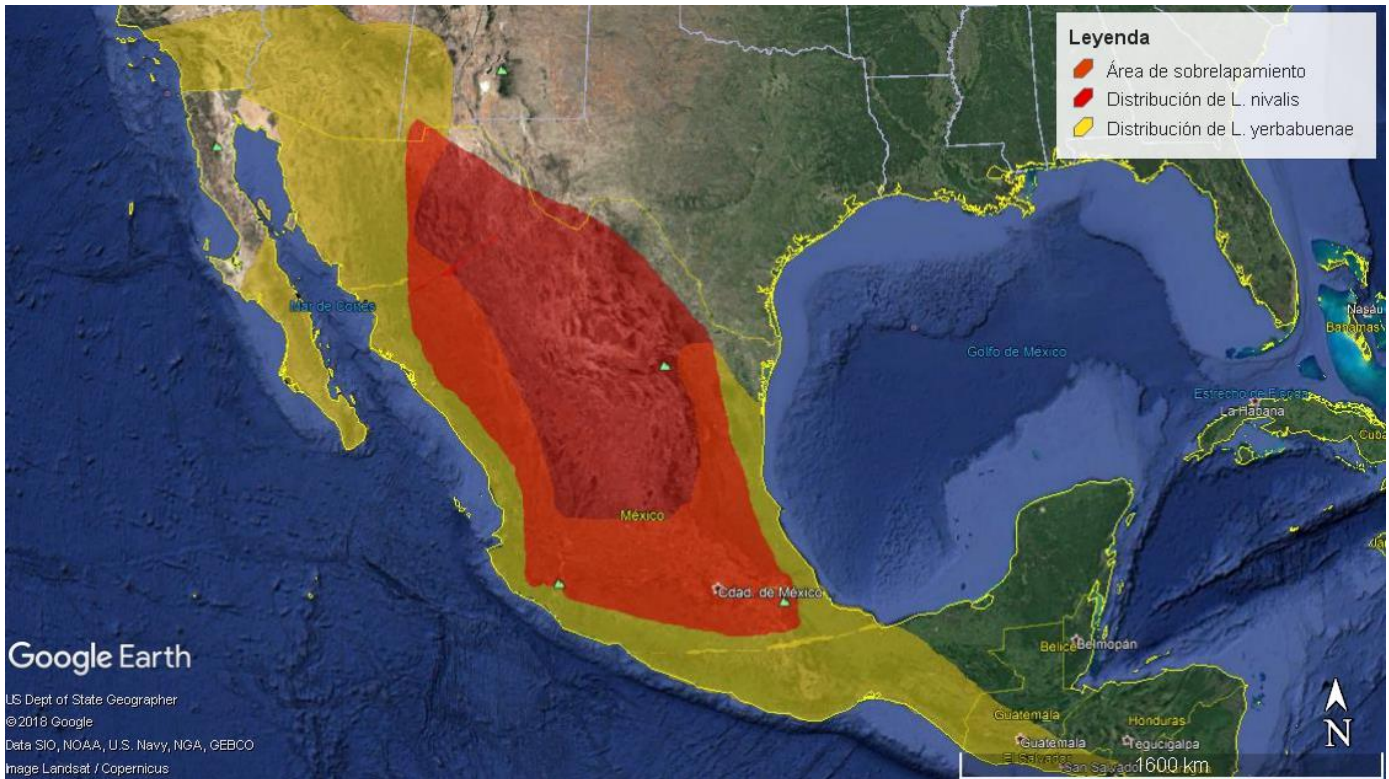 Leyenda
Área de sobrelapamiento
Distribución de L. nivalis
Distribución de L. yerbabuenae
Mar de Cortés
Golfo de México
Nasáu
Bahamas
Estrecho de Florida
La Habana
Cuba
México
Cdad. de México
Belice
Belmopán
Guatemala
Honduras
Guatemala
Tegucigalpa
El Salvador
San Salvador
1600 km
N
Google Earth
US Dept of State Geographer
©2018 Google
Data SIO, NOAA, U.S. Navy, NGA, GEBCO
Image Landsat / Copernicus